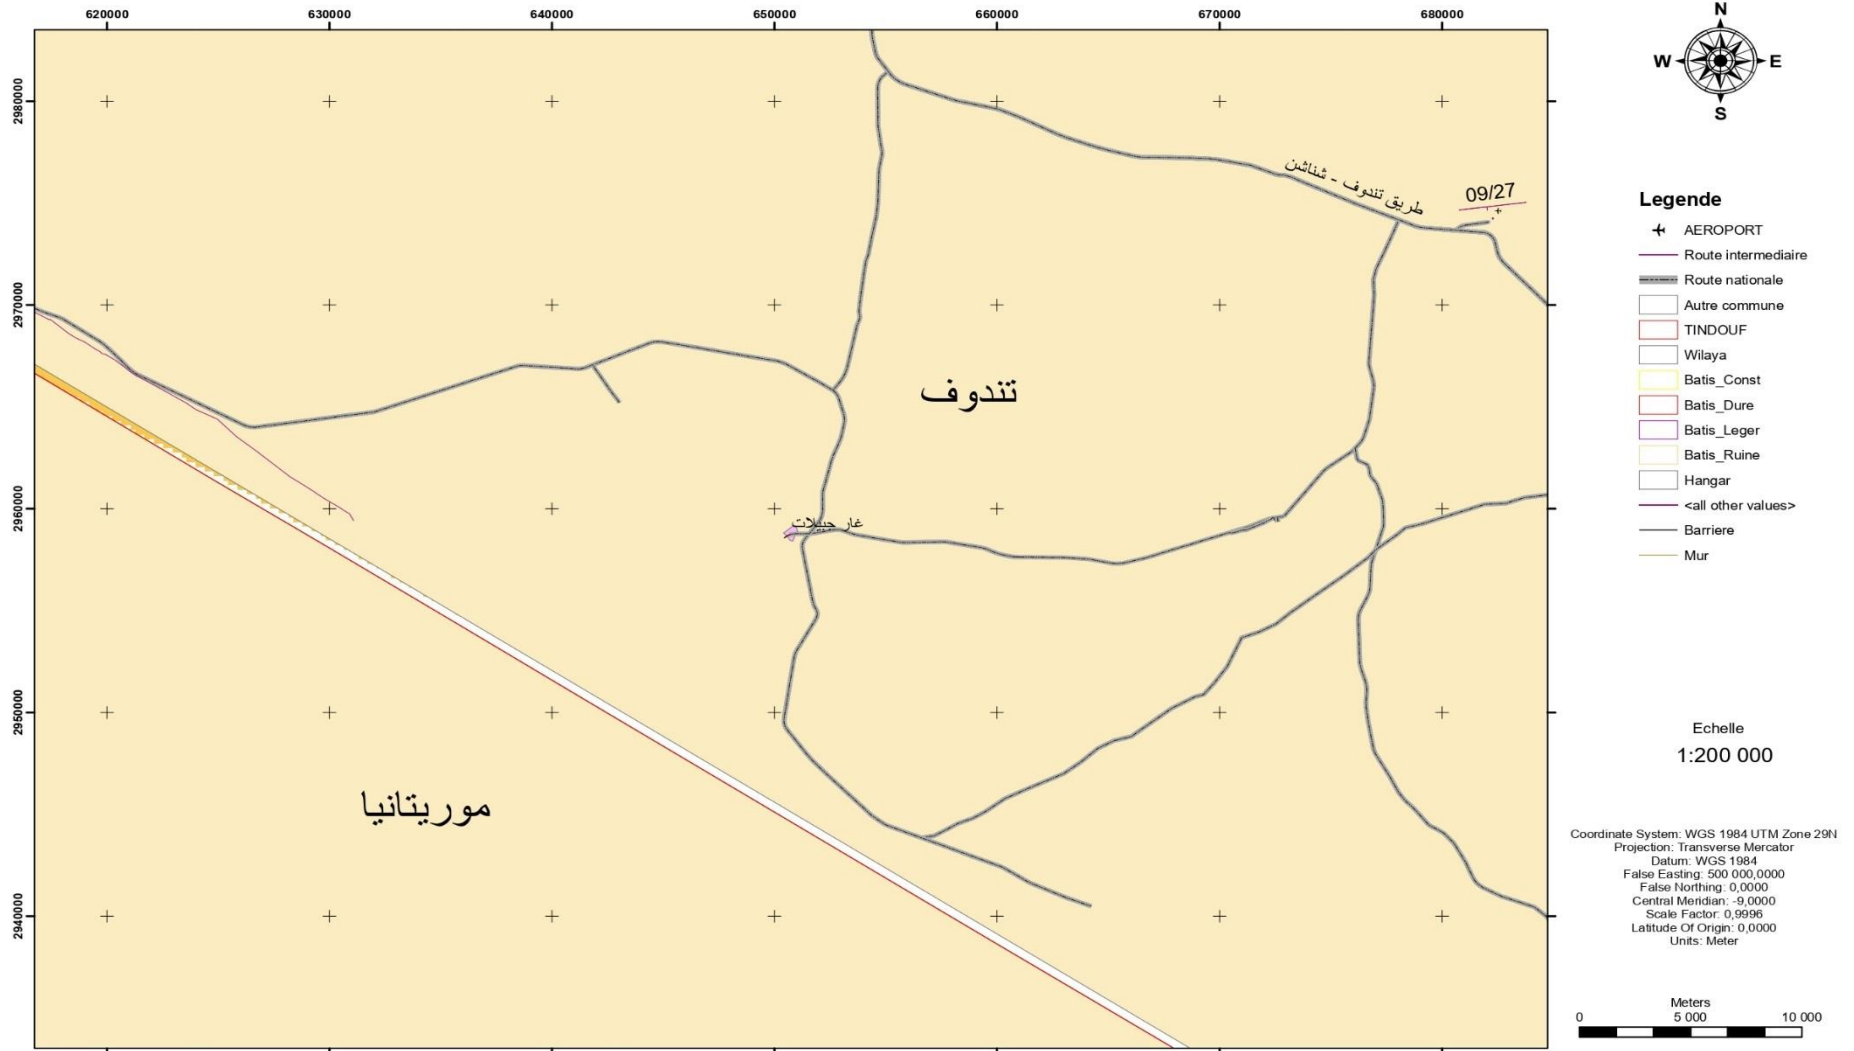 620000 630000 640000 650000 660000 670000 680000
2980000
2970000
2960000
2950000
2940000
طريق تندوف - شناشن
09/27
تندوف
غار جبيلات
موريتانيا
N
W E
S
Legende
AEROPORT
Route intermediaire
Route nationale
Autre commune
TINDOUF
Wilaya
Batis_Const
Batis_Dure
Batis_Leger
Batis_Ruine
Hangar
<all other values>
Barriere
Mur
Echelle
1:200 000
Coordinate System: WGS 1984 UTM Zone 29N
Projection: Transverse Mercator
Datum: WGS 1984
False Easting: 500 000,0000
False Northing: 0,0000
Central Meridian: -9,0000
Scale Factor: 0,9996
Latitude Of Origin: 0,0000
Units: Meter
Meters
0 5 000 10 000